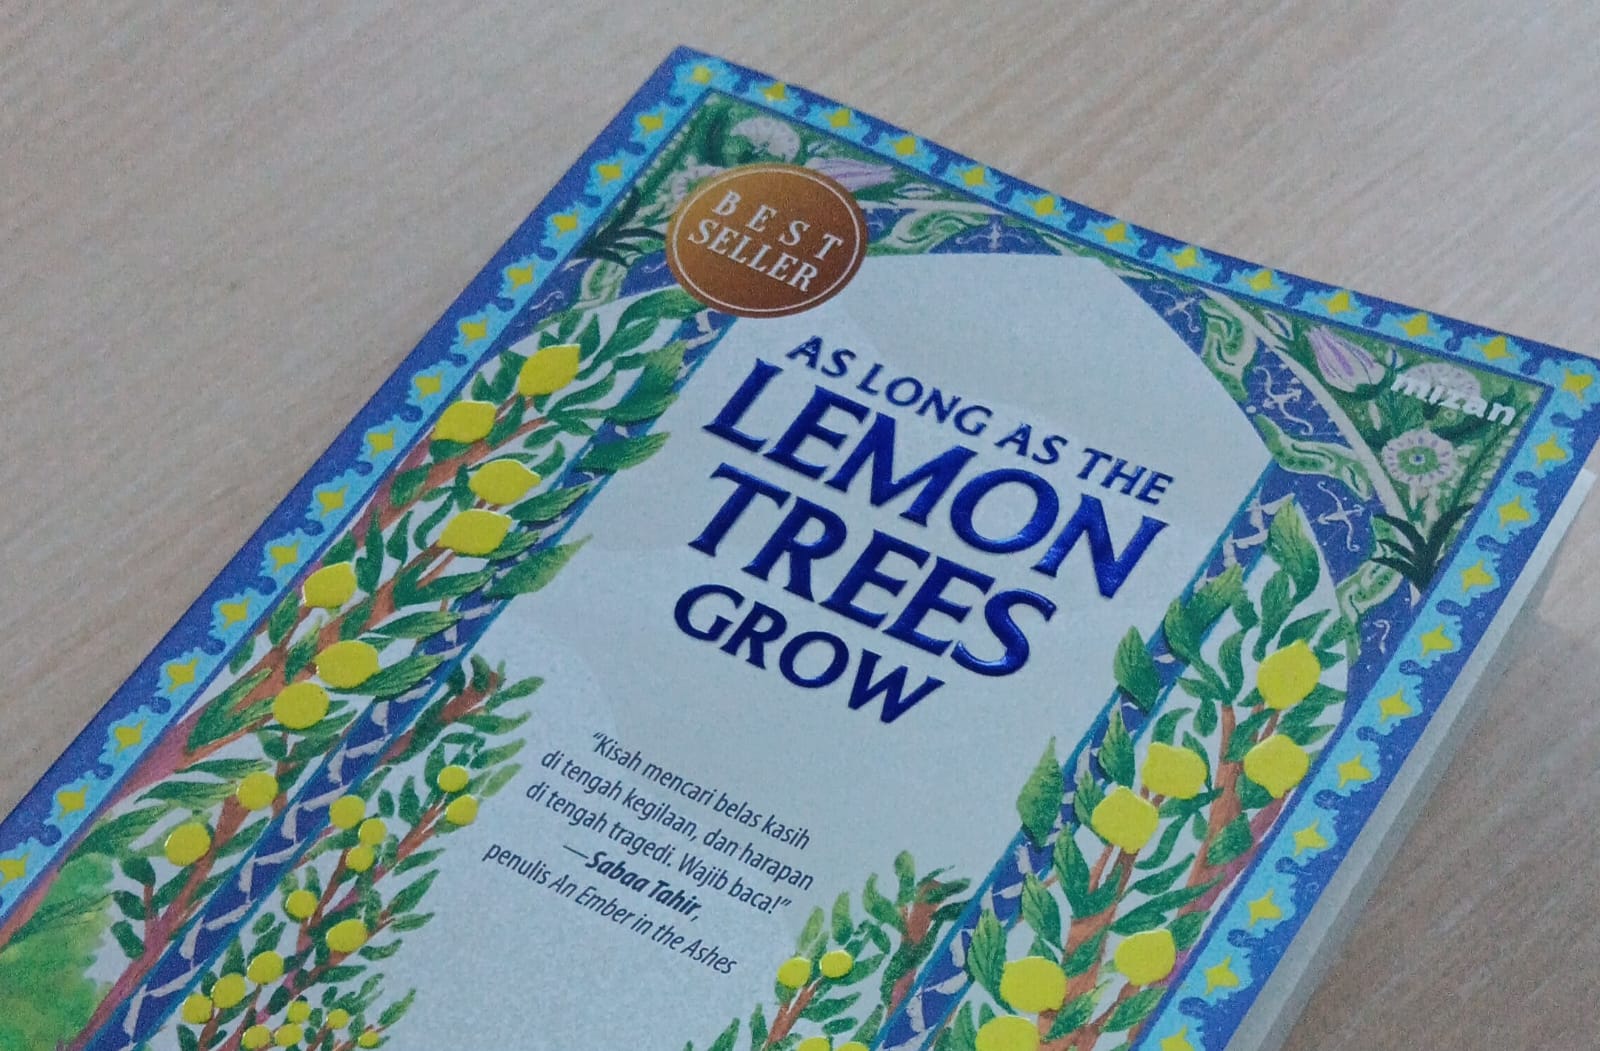 BEST
SELLER
mizan
AS LONG AS THE
LEMON
TREES
GROW
“Kisah mencari belas kasih
di tengah kegilaan, dan harapan
di tengah tragedi. Wajib baca!”
—Sabaa Tahir,
penulis An Ember in the Ashes